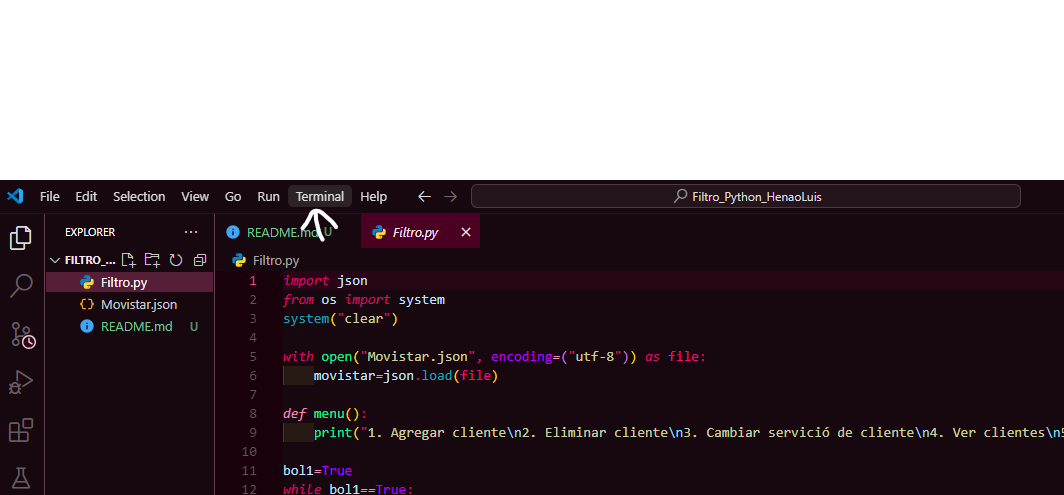 File Edit Selection View Go Run Terminal Help Filtro_Python_HenaoLuis
EXPLORER ...
README.md U Filtro.py
FILTRO_...
Filtro.py
Movistar.json
README.md U
Filtro.py
1 import json
2 from os import system
3 system("clear")
4
5 with open("Movistar.json", encoding=("utf-8")) as file:
6 movistar=json.load(file)
7
8 def menu():
9 print("1. Agregar cliente\n2. Eliminar cliente\n3. Cambiar servició de cliente\n4. Ver clientes\n5
10
11 bol1=True
12 while bol1==True: